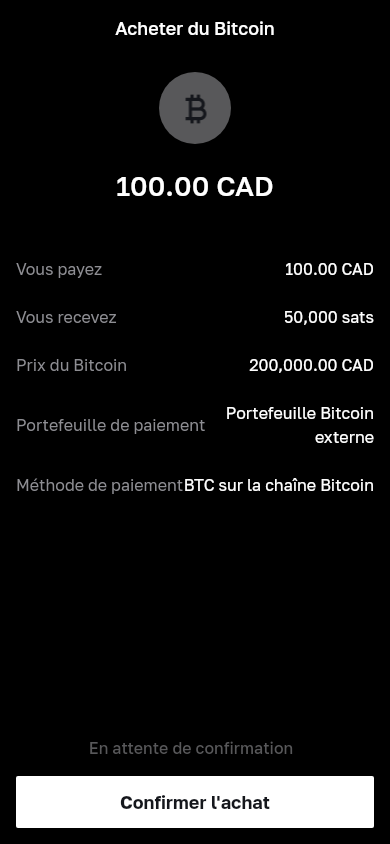 Acheter du Bitcoin
100.00 CAD
Vous payez 100.00 CAD
Vous recevez 50,000 sats
Prix du Bitcoin 200,000.00 CAD
Portefeuille de paiement Portefeuille Bitcoin
externe
Méthode de paiement BTC sur la chaîne Bitcoin
En attente de confirmation
Confirmer l'achat